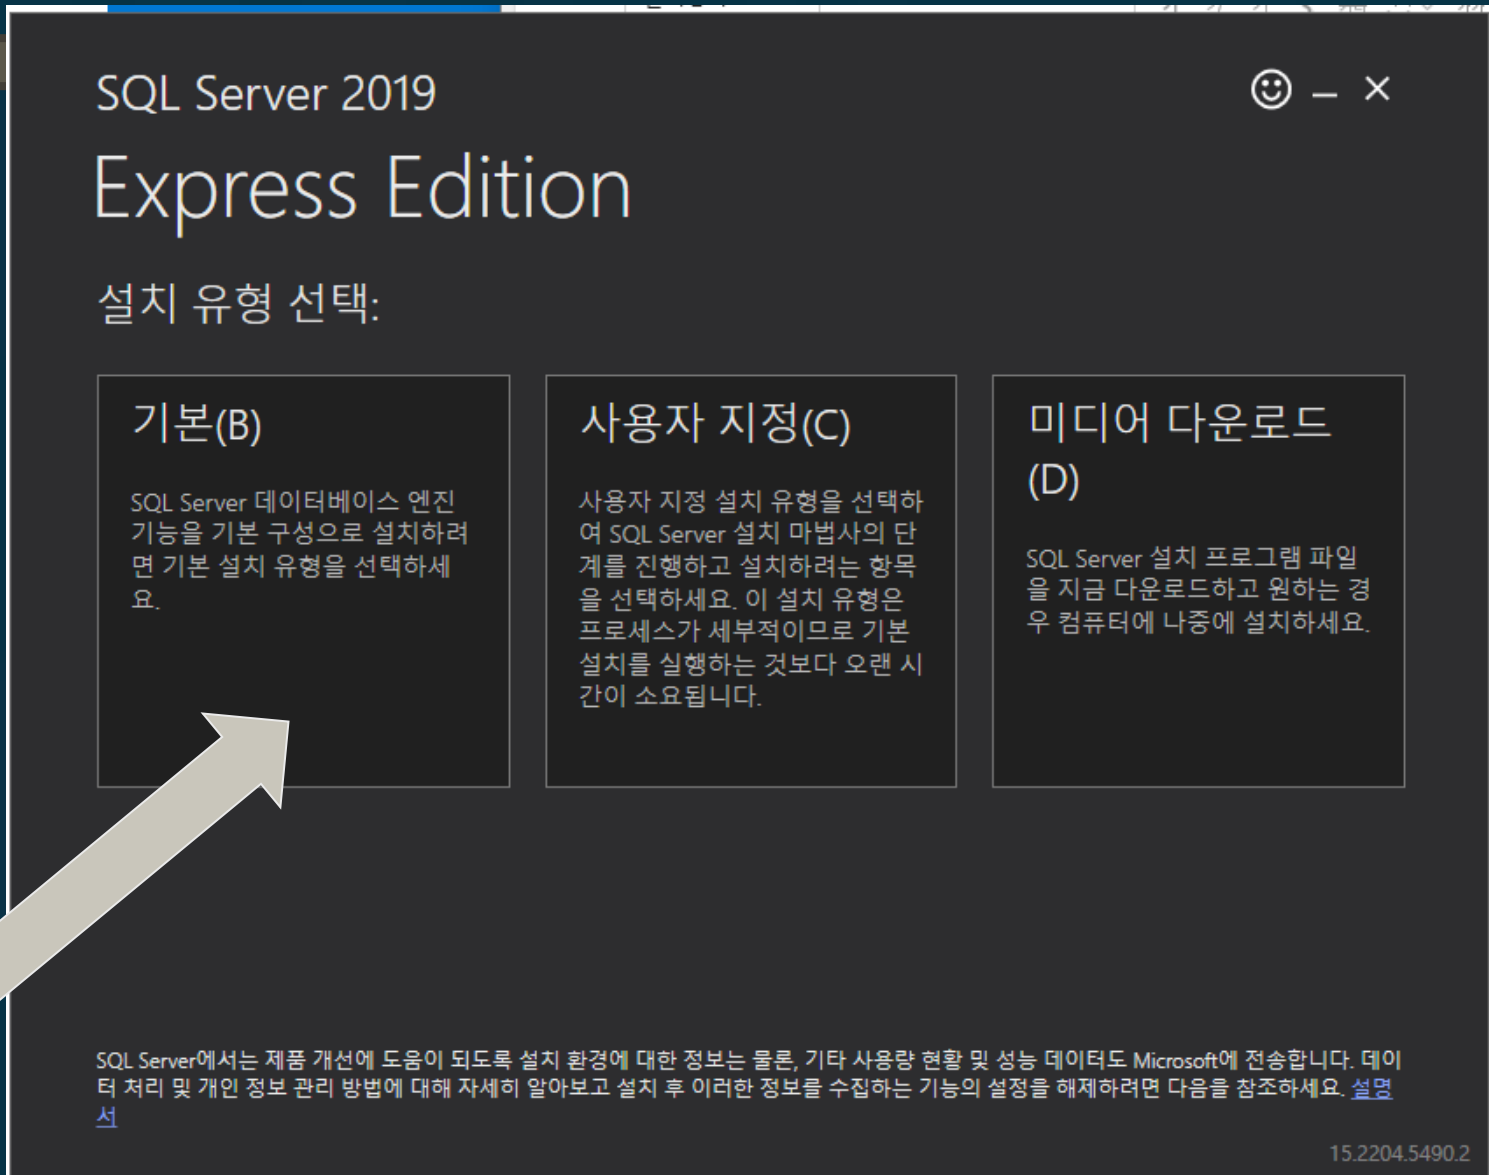 SQL Server 2019
Express Edition
설치 유형 선택:
기본(B)
SQL Server 데이터베이스 엔진
기능을 기본 구성으로 설치하려
면 기본 설치 유형을 선택하세
요.
사용자 지정(C)
사용자 지정 설치 유형을 선택하
여 SQL Server 설치 마법사의 단
계를 진행하고 설치하려는 항목
을 선택하세요. 이 설치 유형은
프로세스가 세부적이므로 기본
설치를 실행하는 것보다 오랜 시
간이 소요됩니다.
미디어 다운로드
(D)
SQL Server 설치 프로그램 파일
을 지금 다운로드하고 원하는 경
우 컴퓨터에 나중에 설치하세요.
SQL Server에서는 제품 개선에 도움이 되도록 설치 환경에 대한 정보는 물론, 기타 사용량 현황 및 성능 데이터도 Microsoft에 전송합니다. 데이
터 처리 및 개인 정보 관리 방법에 대해 자세히 알아보고 설치 후 이러한 정보를 수집하는 기능의 설정을 해제하려면 다음을 참조하세요. 설명
서
15.2204.5490.2